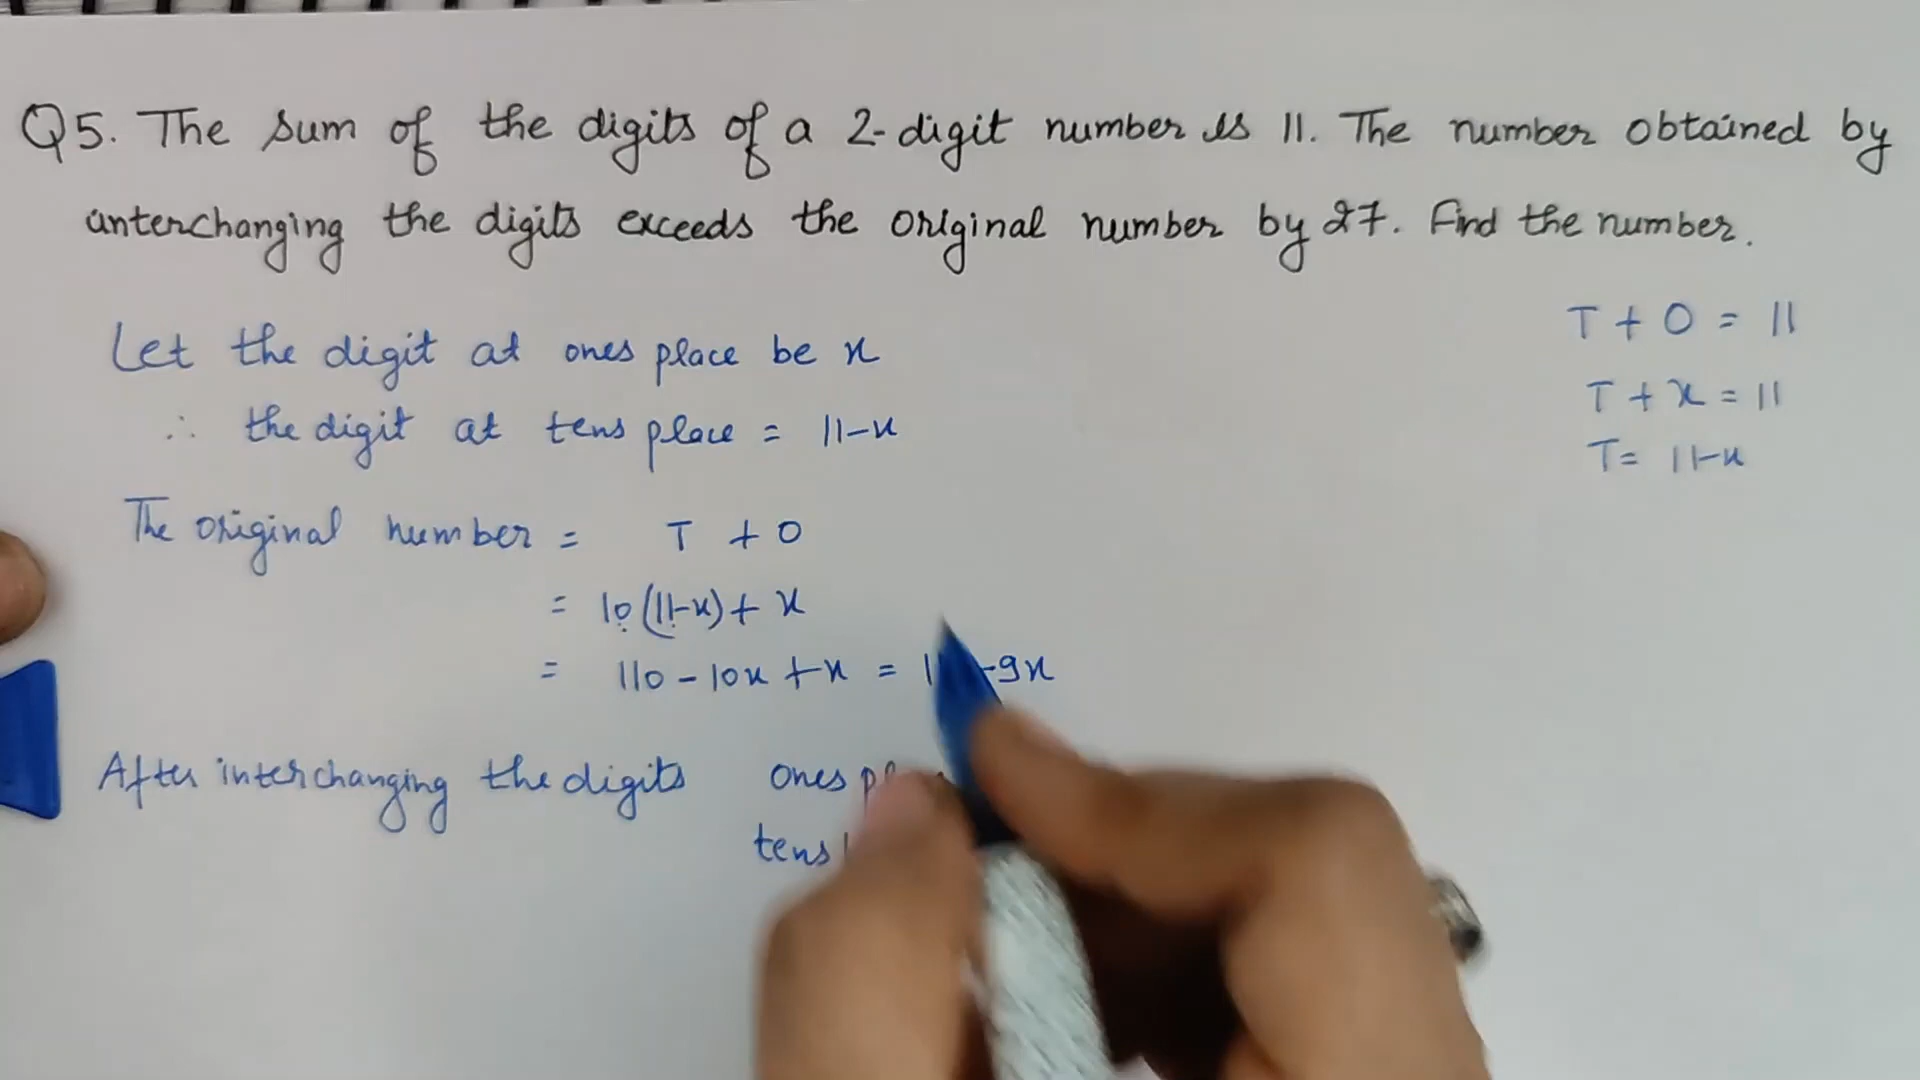 Q5. The sum of the digits of a 2-digit number is 11. The number obtained by
interchanging the digits exceeds the original number by 27. Find the number.
T + O = 11
Let the digit at ones place be x
T + x = 11
∴ the digit at tens place = 11-x
T = 11-x
The original number = T + O
= 10(11-x) + x
= 110 - 10x + x = -9x
After interchanging the digits ones
tens